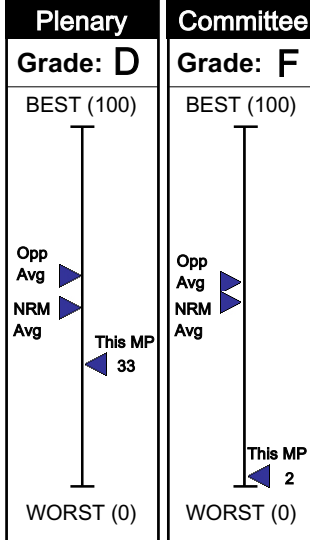 Plenary
Grade: D
BEST (100)
Opp
Avg
NRM
Avg
This MP
33
WORST (0)
Committee
Grade: F
BEST (100)
Opp
Avg
NRM
Avg
This MP
2
WORST (0)